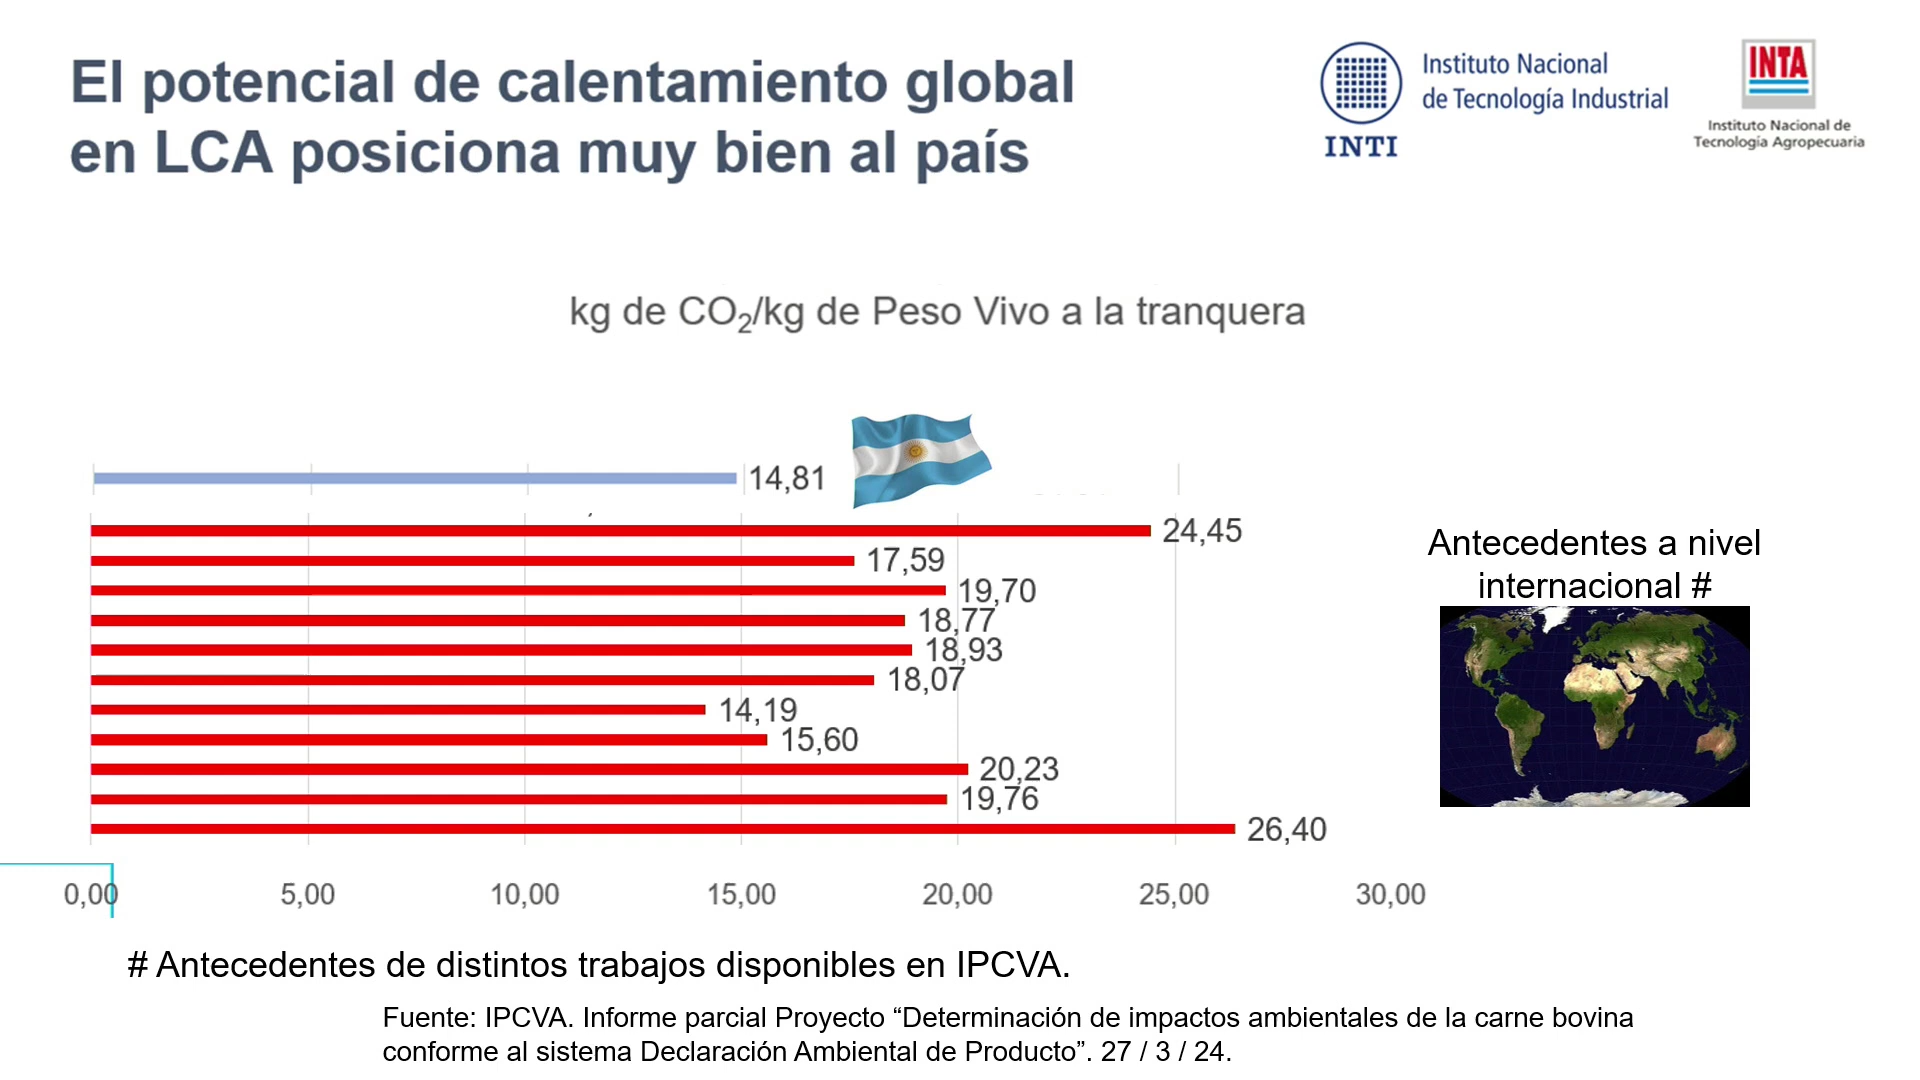 El potencial de calentamiento global
en LCA posiciona muy bien al país
Instituto Nacional
de Tecnología Industrial
INTI
INTA
Instituto Nacional de
Tecnología Agropecuaria
kg de CO₂/kg de Peso Vivo a la tranquera
14,81
24,45
17,59
19,70
18,77
18,93
18,07
14,19
15,60
20,23
19,76
26,40
Antecedentes a nivel
internacional #
0,00 5,00 10,00 15,00 20,00 25,00 30,00
# Antecedentes de distintos trabajos disponibles en IPCVA.
Fuente: IPCVA. Informe parcial Proyecto “Determinación de impactos ambientales de la carne bovina
conforme al sistema Declaración Ambiental de Producto”. 27 / 3 / 24.